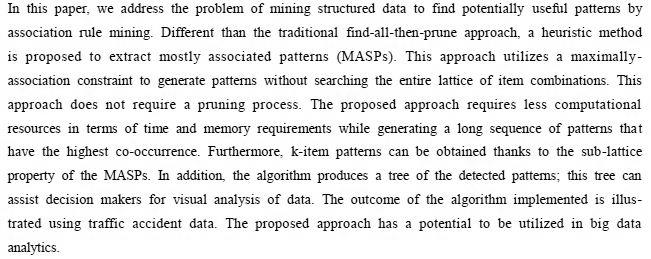 In this paper, we address the problem of mining structured data to find potentially useful patterns by
association rule mining. Different than the traditional find-all-then-prune approach, a heuristic method
is proposed to extract mostly associated patterns (MASPs). This approach utilizes a maximally-
association constraint to generate patterns without searching the entire lattice of item combinations. This
approach does not require a pruning process. The proposed approach requires less computational
resources in terms of time and memory requirements while generating a long sequence of patterns that
have the highest co-occurrence. Furthermore, k-item patterns can be obtained thanks to the sub-lattice
property of the MASPs. In addition, the algorithm produces a tree of the detected patterns; this tree can
assist decision makers for visual analysis of data. The outcome of the algorithm implemented is illus-
trated using traffic accident data. The proposed approach has a potential to be utilized in big data
analytics.